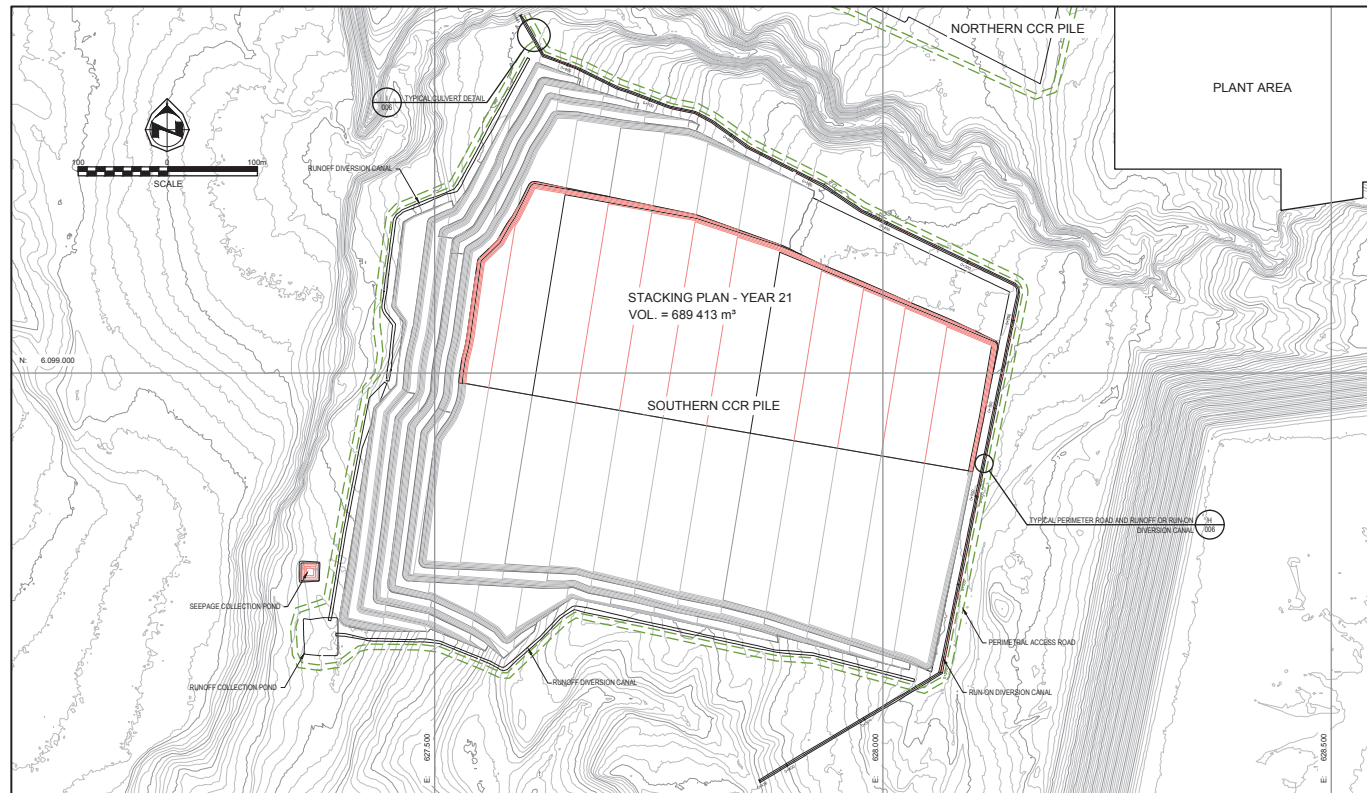 NORTHERN CCR PILE
PLANT AREA
I
006
TYPICAL CULVERT DETAIL
N
100
0
100m
SCALE
RUNOFF DIVERSION CANAL
STACKING PLAN - YEAR 21
VOL. = 689 413 m³
N: 6.099.000
SOUTHERN CCR PILE
TYPICAL PERIMETER ROAD AND RUNOFF OR RUN-ON
DIVERSION CANAL
H
006
SEEPAGE COLLECTION POND
PERIMETRAL ACCESS ROAD
RUNOFF COLLECTION POND
RUNOFF DIVERSION CANAL
RUN-ON DIVERSION CANAL
E: 627.500
E: 628.000
E: 628.500